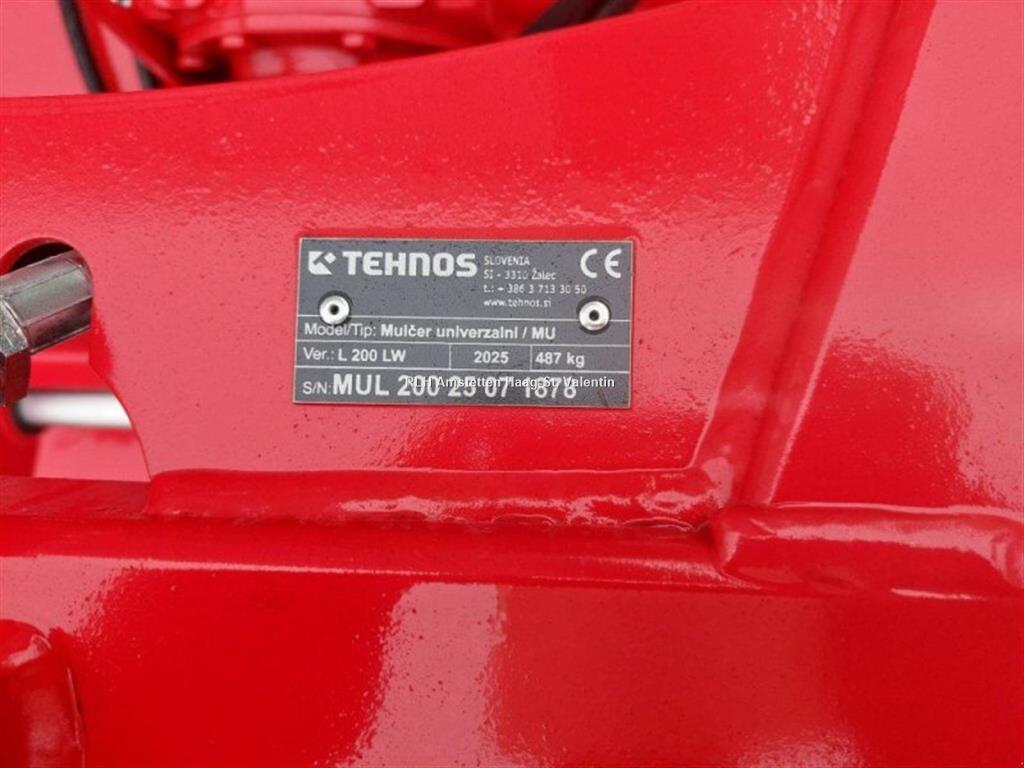 TEHNOS
SLOVENIA
SI - 3310 Žalec
t.: + 386 3 713 30 50
www.tehnos.si
CE
Model/Tip: Mulčer univerzalni / MU
Ver.: L 200 LW 2025 487 kg
RLH Amstetten Haag St. Valentin
S/N: MUL 200 25 07 1878